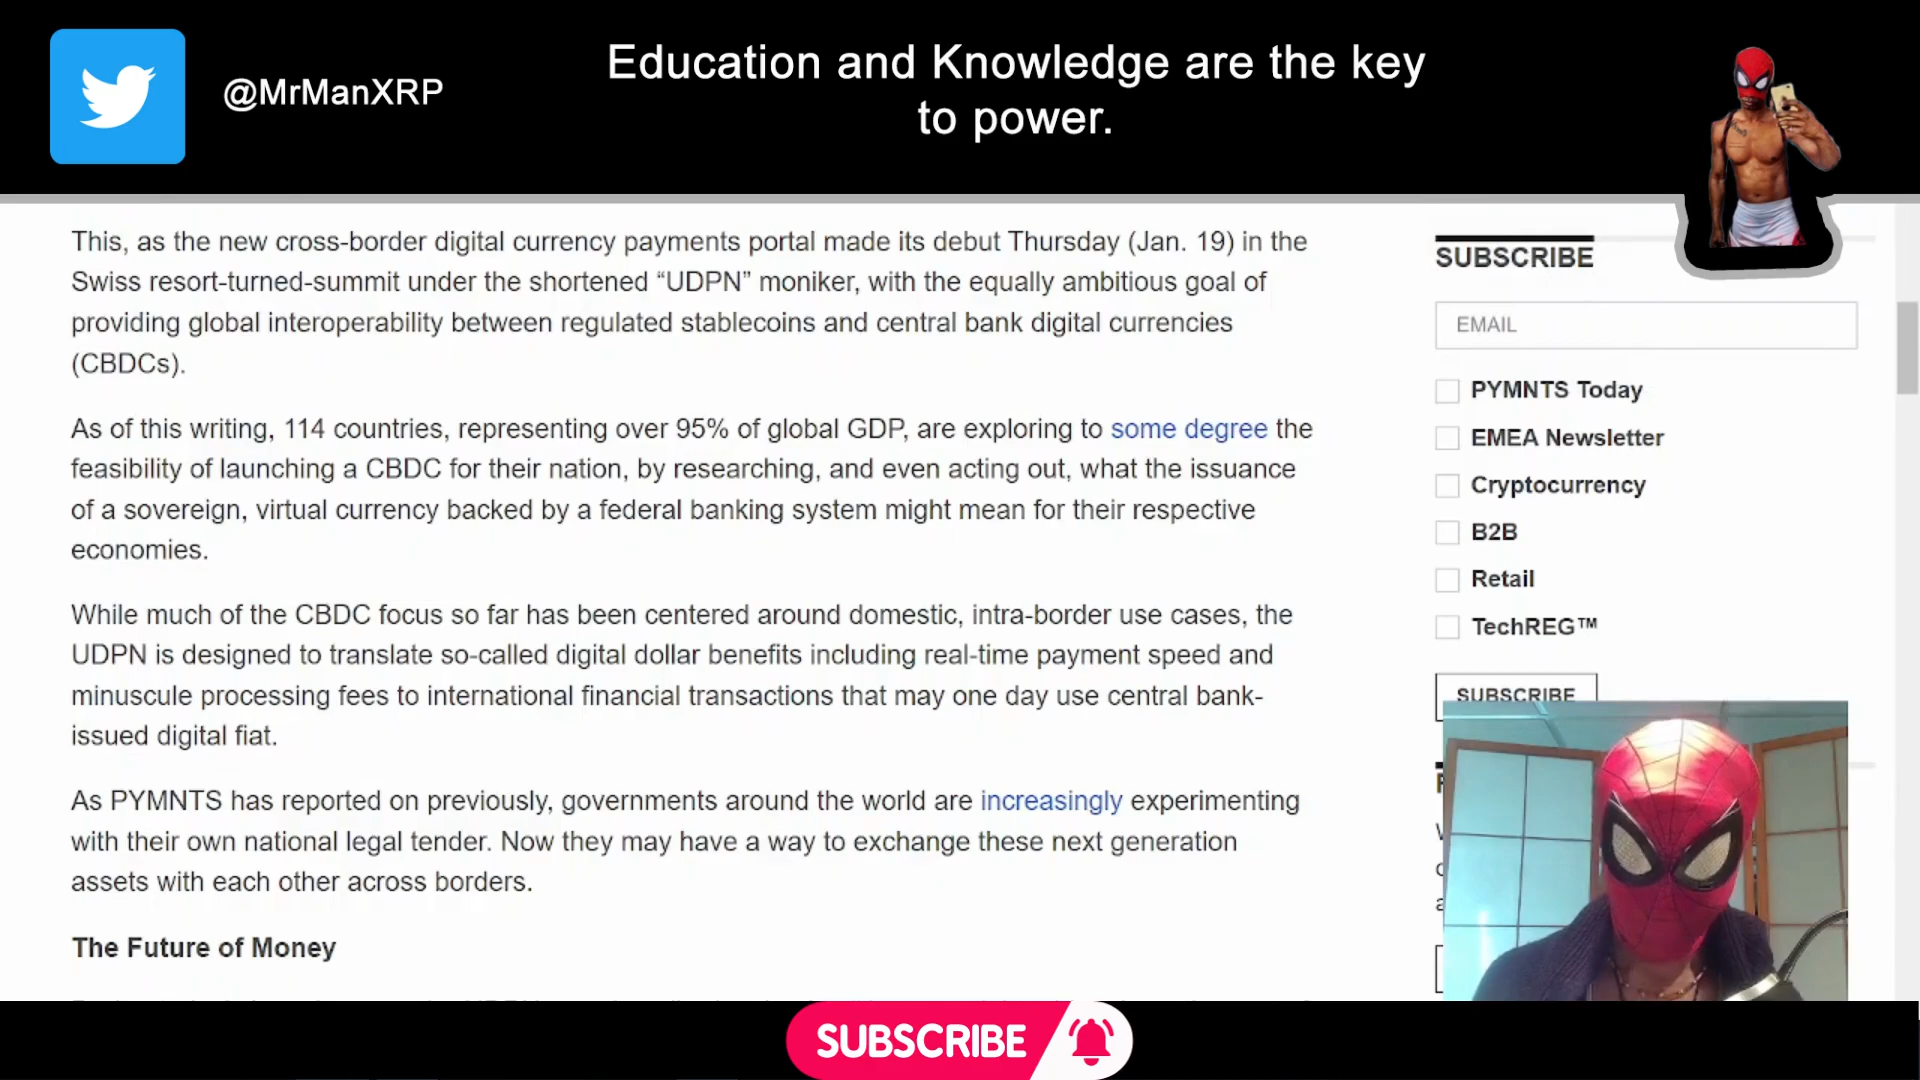 @MrManXRP
Education and Knowledge are the key
to power.
This, as the new cross-border digital currency payments portal made its debut Thursday (Jan. 19) in the
Swiss resort-turned-summit under the shortened “UDPN” moniker, with the equally ambitious goal of
providing global interoperability between regulated stablecoins and central bank digital currencies
(CBDCs).
As of this writing, 114 countries, representing over 95% of global GDP, are exploring to some degree the
feasibility of launching a CBDC for their nation, by researching, and even acting out, what the issuance
of a sovereign, virtual currency backed by a federal banking system might mean for their respective
economies.
While much of the CBDC focus so far has been centered around domestic, intra-border use cases, the
UDPN is designed to translate so-called digital dollar benefits including real-time payment speed and
minuscule processing fees to international financial transactions that may one day use central bank-
issued digital fiat.
As PYMNTS has reported on previously, governments around the world are increasingly experimenting
with their own national legal tender. Now they may have a way to exchange these next generation
assets with each other across borders.
The Future of Money
SUBSCRIBE
EMAIL
PYMNTS Today
EMEA Newsletter
Cryptocurrency
B2B
Retail
TechREG™
SUBSCRIBE
SUBSCRIBE